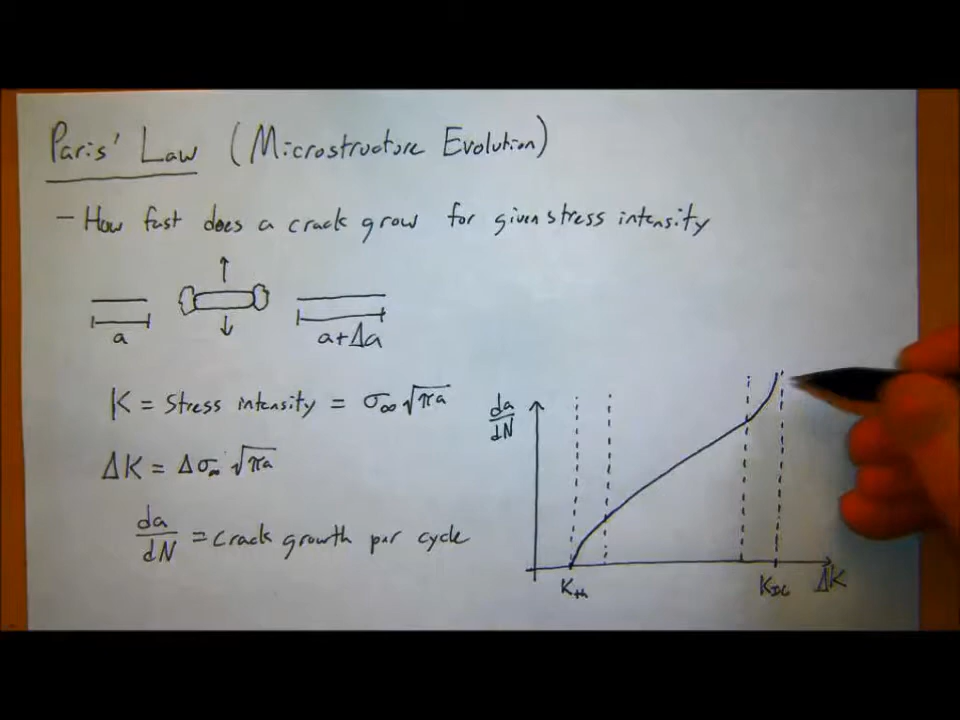 Paris' Law (Microstructure Evolution)
- How fast does a crack grow for given stress intensity
a
a+Δa
K = Stress intensity = σ∞ √πa
ΔK = Δσ∞ √πa
da/dN = crack growth per cycle
da/dN
Kth
KIC
ΔK